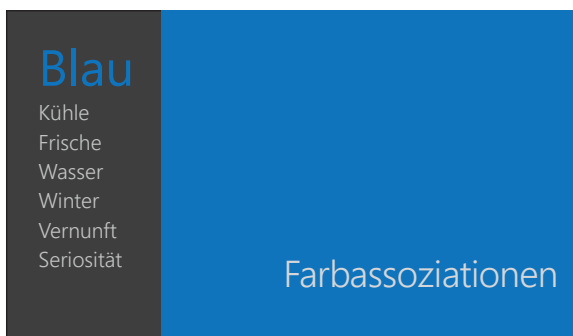 Blau
Kühle
Frische
Wasser
Winter
Vernunft
Seriosität
Farbassoziationen